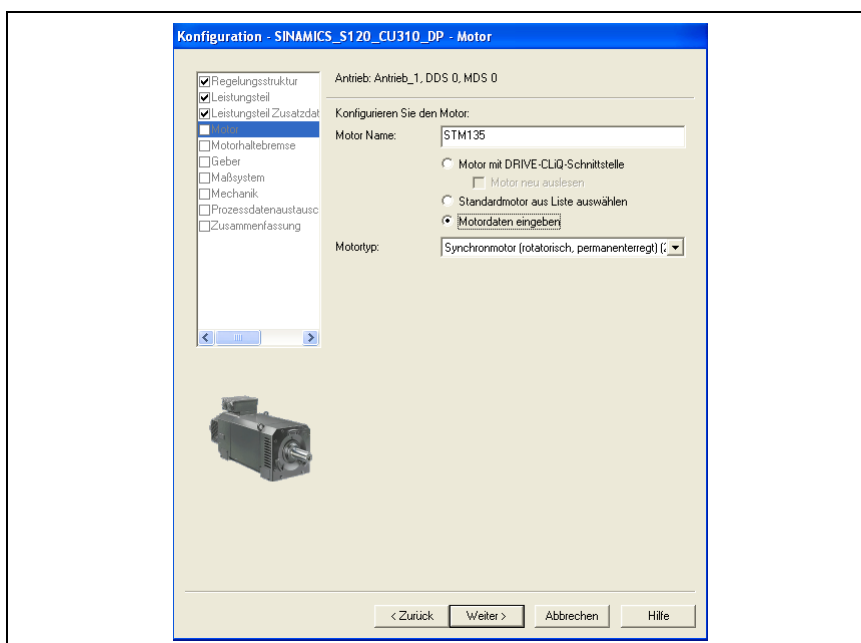 Konfiguration - SINAMICS_S120_CU310_DP - Motor
Regelungsstruktur
Leistungsteil
Leistungsteil Zusatzdat
Motor
Motorhaltebremse
Geber
Maßsystem
Mechanik
Prozessdatenaustausc
Zusammenfassung
Antrieb: Antrieb_1, DDS 0, MDS 0
Konfigurieren Sie den Motor:
Motor Name: STM135
Motor mit DRIVE-CLiQ-Schnittstelle
Motor neu auslesen
Standardmotor aus Liste auswählen
Motordaten eingeben
Motortyp: Synchronmotor (rotatorisch, permanenterregt) (2
< Zurück Weiter > Abbrechen Hilfe